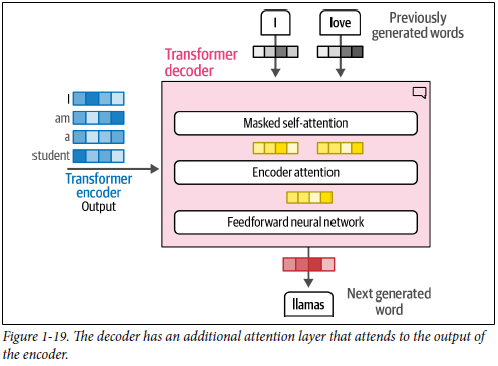 I love
Previously
generated words
Transformer
decoder
I
am
a
student
Transformer
encoder
Output
Masked self-attention
Encoder attention
Feedforward neural network
llamas
Next generated
word
Figure 1-19. The decoder has an additional attention layer that attends to the output of
the encoder.